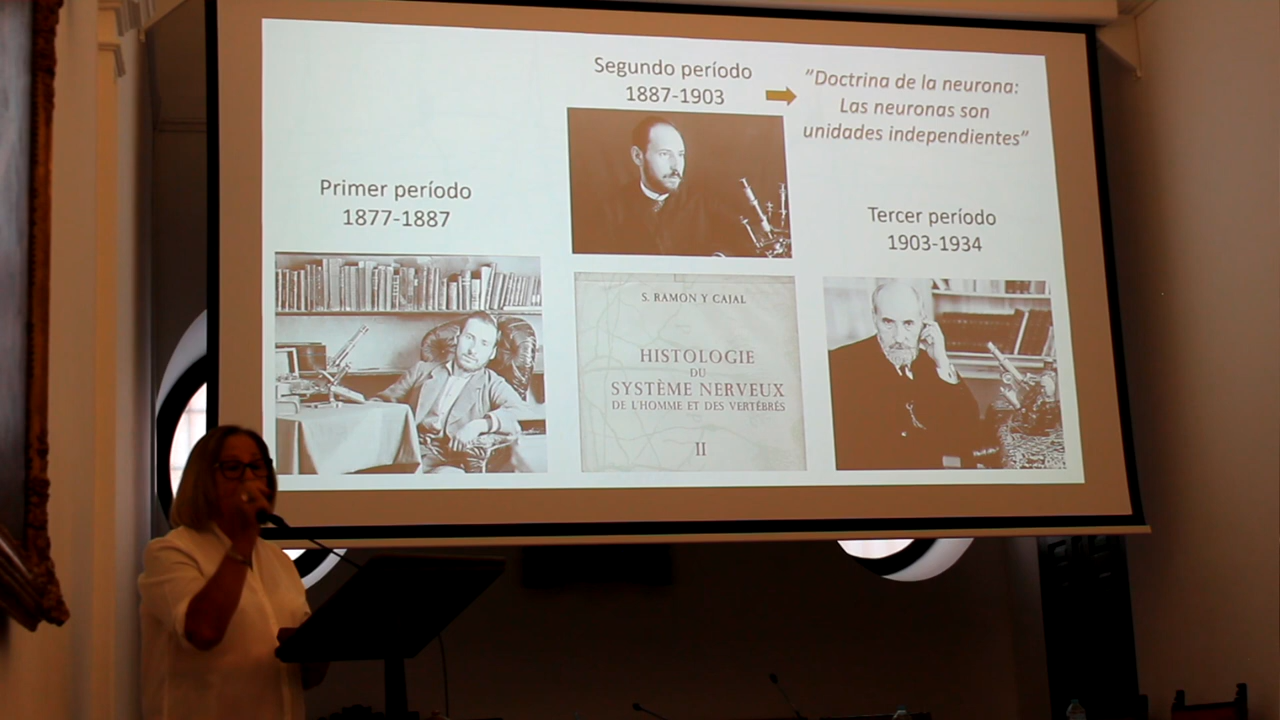 Primer período
1877-1887
Segundo período
1887-1903
"Doctrina de la neurona:
Las neuronas son
unidades independientes"
S. RAMON Y CAJAL
HISTOLOGIE
DU
SYSTÈME NERVEUX
DE L'HOMME ET DES VERTÉBRÉS
II
Tercer período
1903-1934